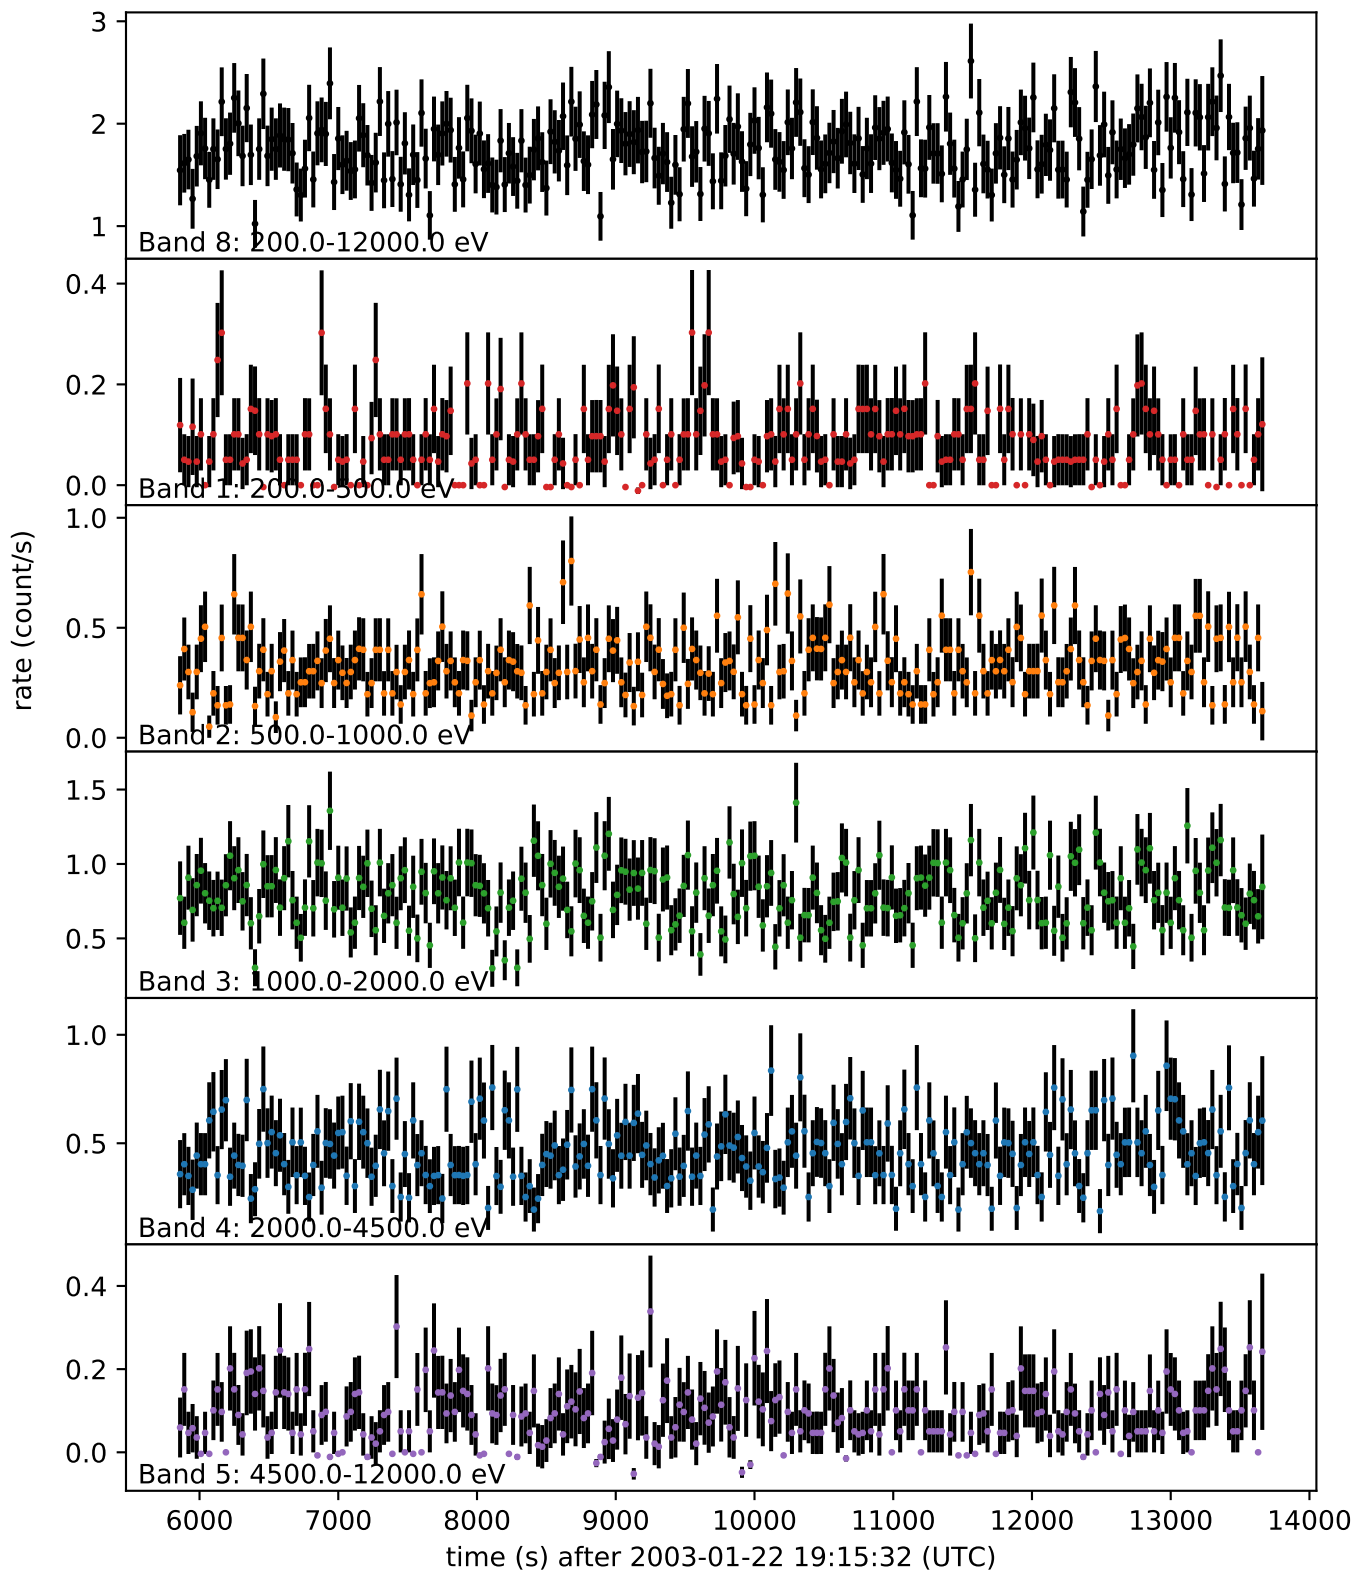 3
2
1
Band 8: 200.0-12000.0 eV
0.4
0.2
0.0
Band 1: 200.0-500.0 eV
1.0
0.5
0.0
Band 2: 500.0-1000.0 eV
rate (count/s)
1.5
1.0
0.5
Band 3: 1000.0-2000.0 eV
1.0
0.5
Band 4: 2000.0-4500.0 eV
0.4
0.2
0.0
Band 5: 4500.0-12000.0 eV
6000 7000 8000 9000 10000 11000 12000 13000 14000
time (s) after 2003-01-22 19:15:32 (UTC)